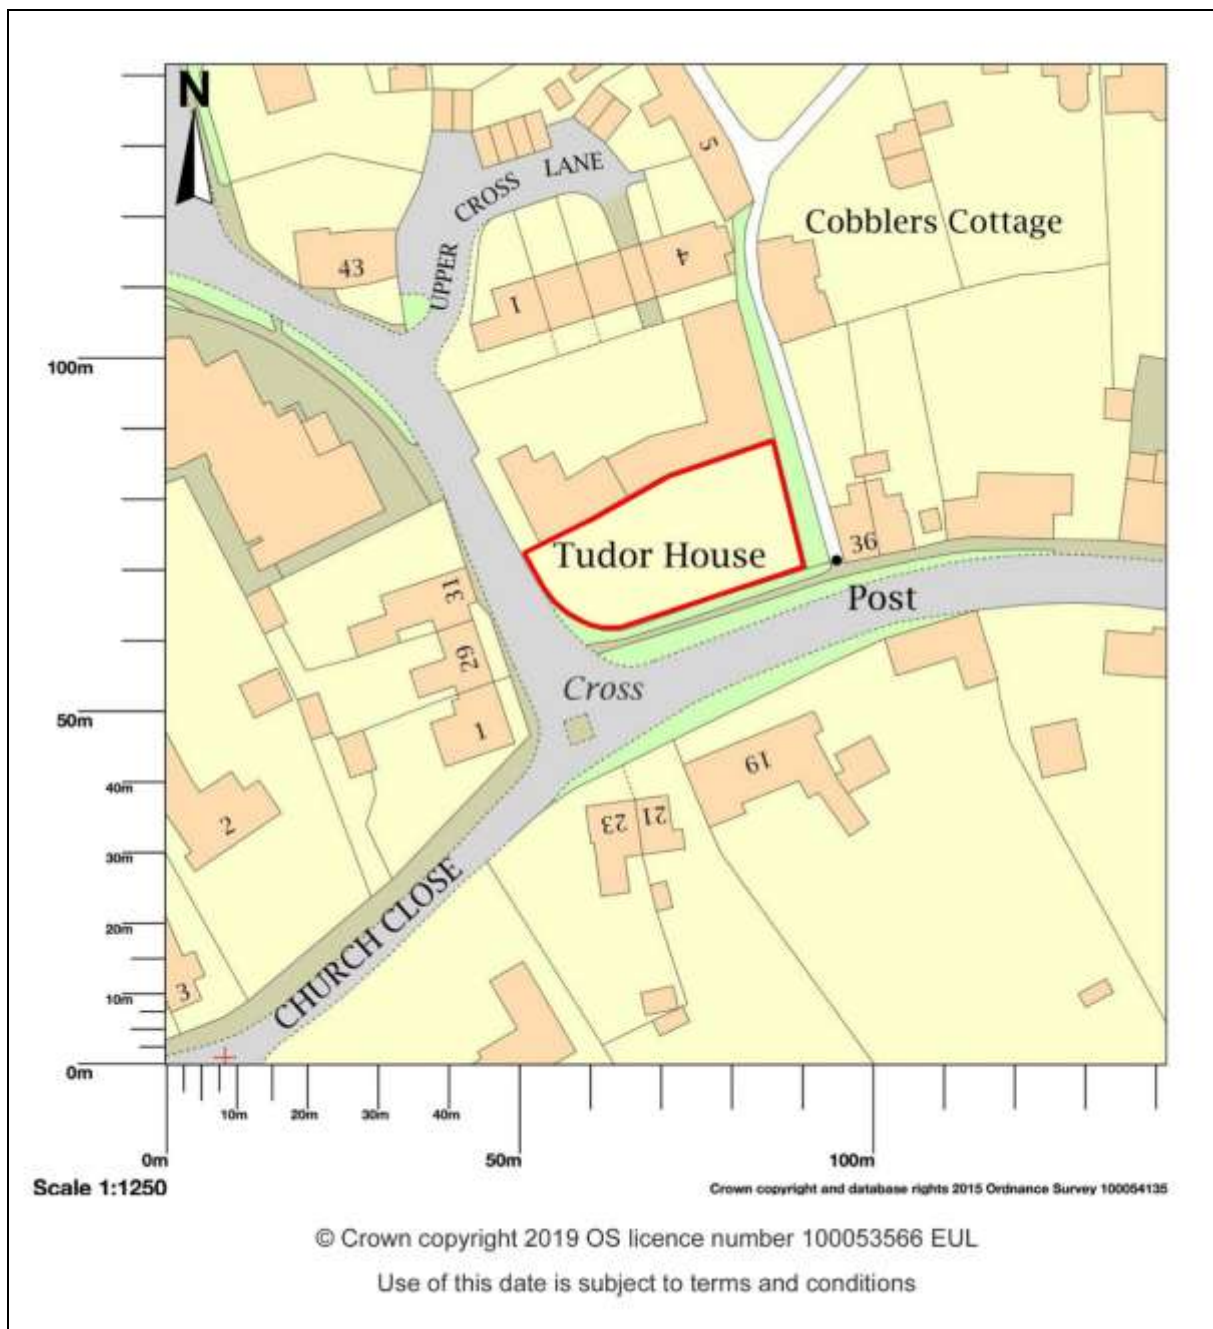 N
5
CROSS LANE
UPPER
Cobblers Cottage
43
4
1
100m
Tudor House
36
Post
31
29
Cross
1
50m
19
40m
21
23
2
30m
CHURCH CLOSE
20m
3
10m
0m
10m 20m 30m 40m
0m 50m 100m
Scale 1:1250
Crown copyright and database rights 2015 Ordnance Survey 100054135
© Crown copyright 2019 OS licence number 100053566 EUL
Use of this date is subject to terms and conditions